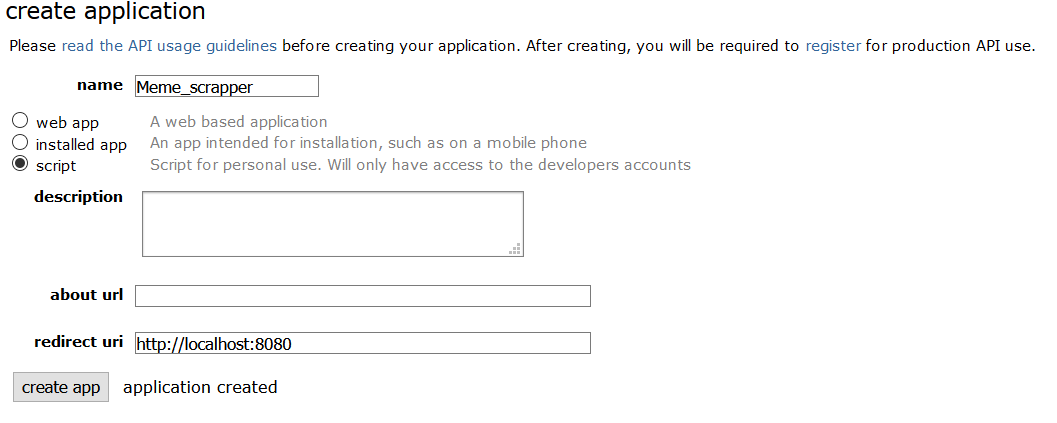 create application
Please read the API usage guidelines before creating your application. After creating, you will be required to register for production API use.
name Meme_scrapper
web app A web based application
installed app An app intended for installation, such as on a mobile phone
script Script for personal use. Will only have access to the developers accounts
description
about url
redirect uri http://localhost:8080
create app application created